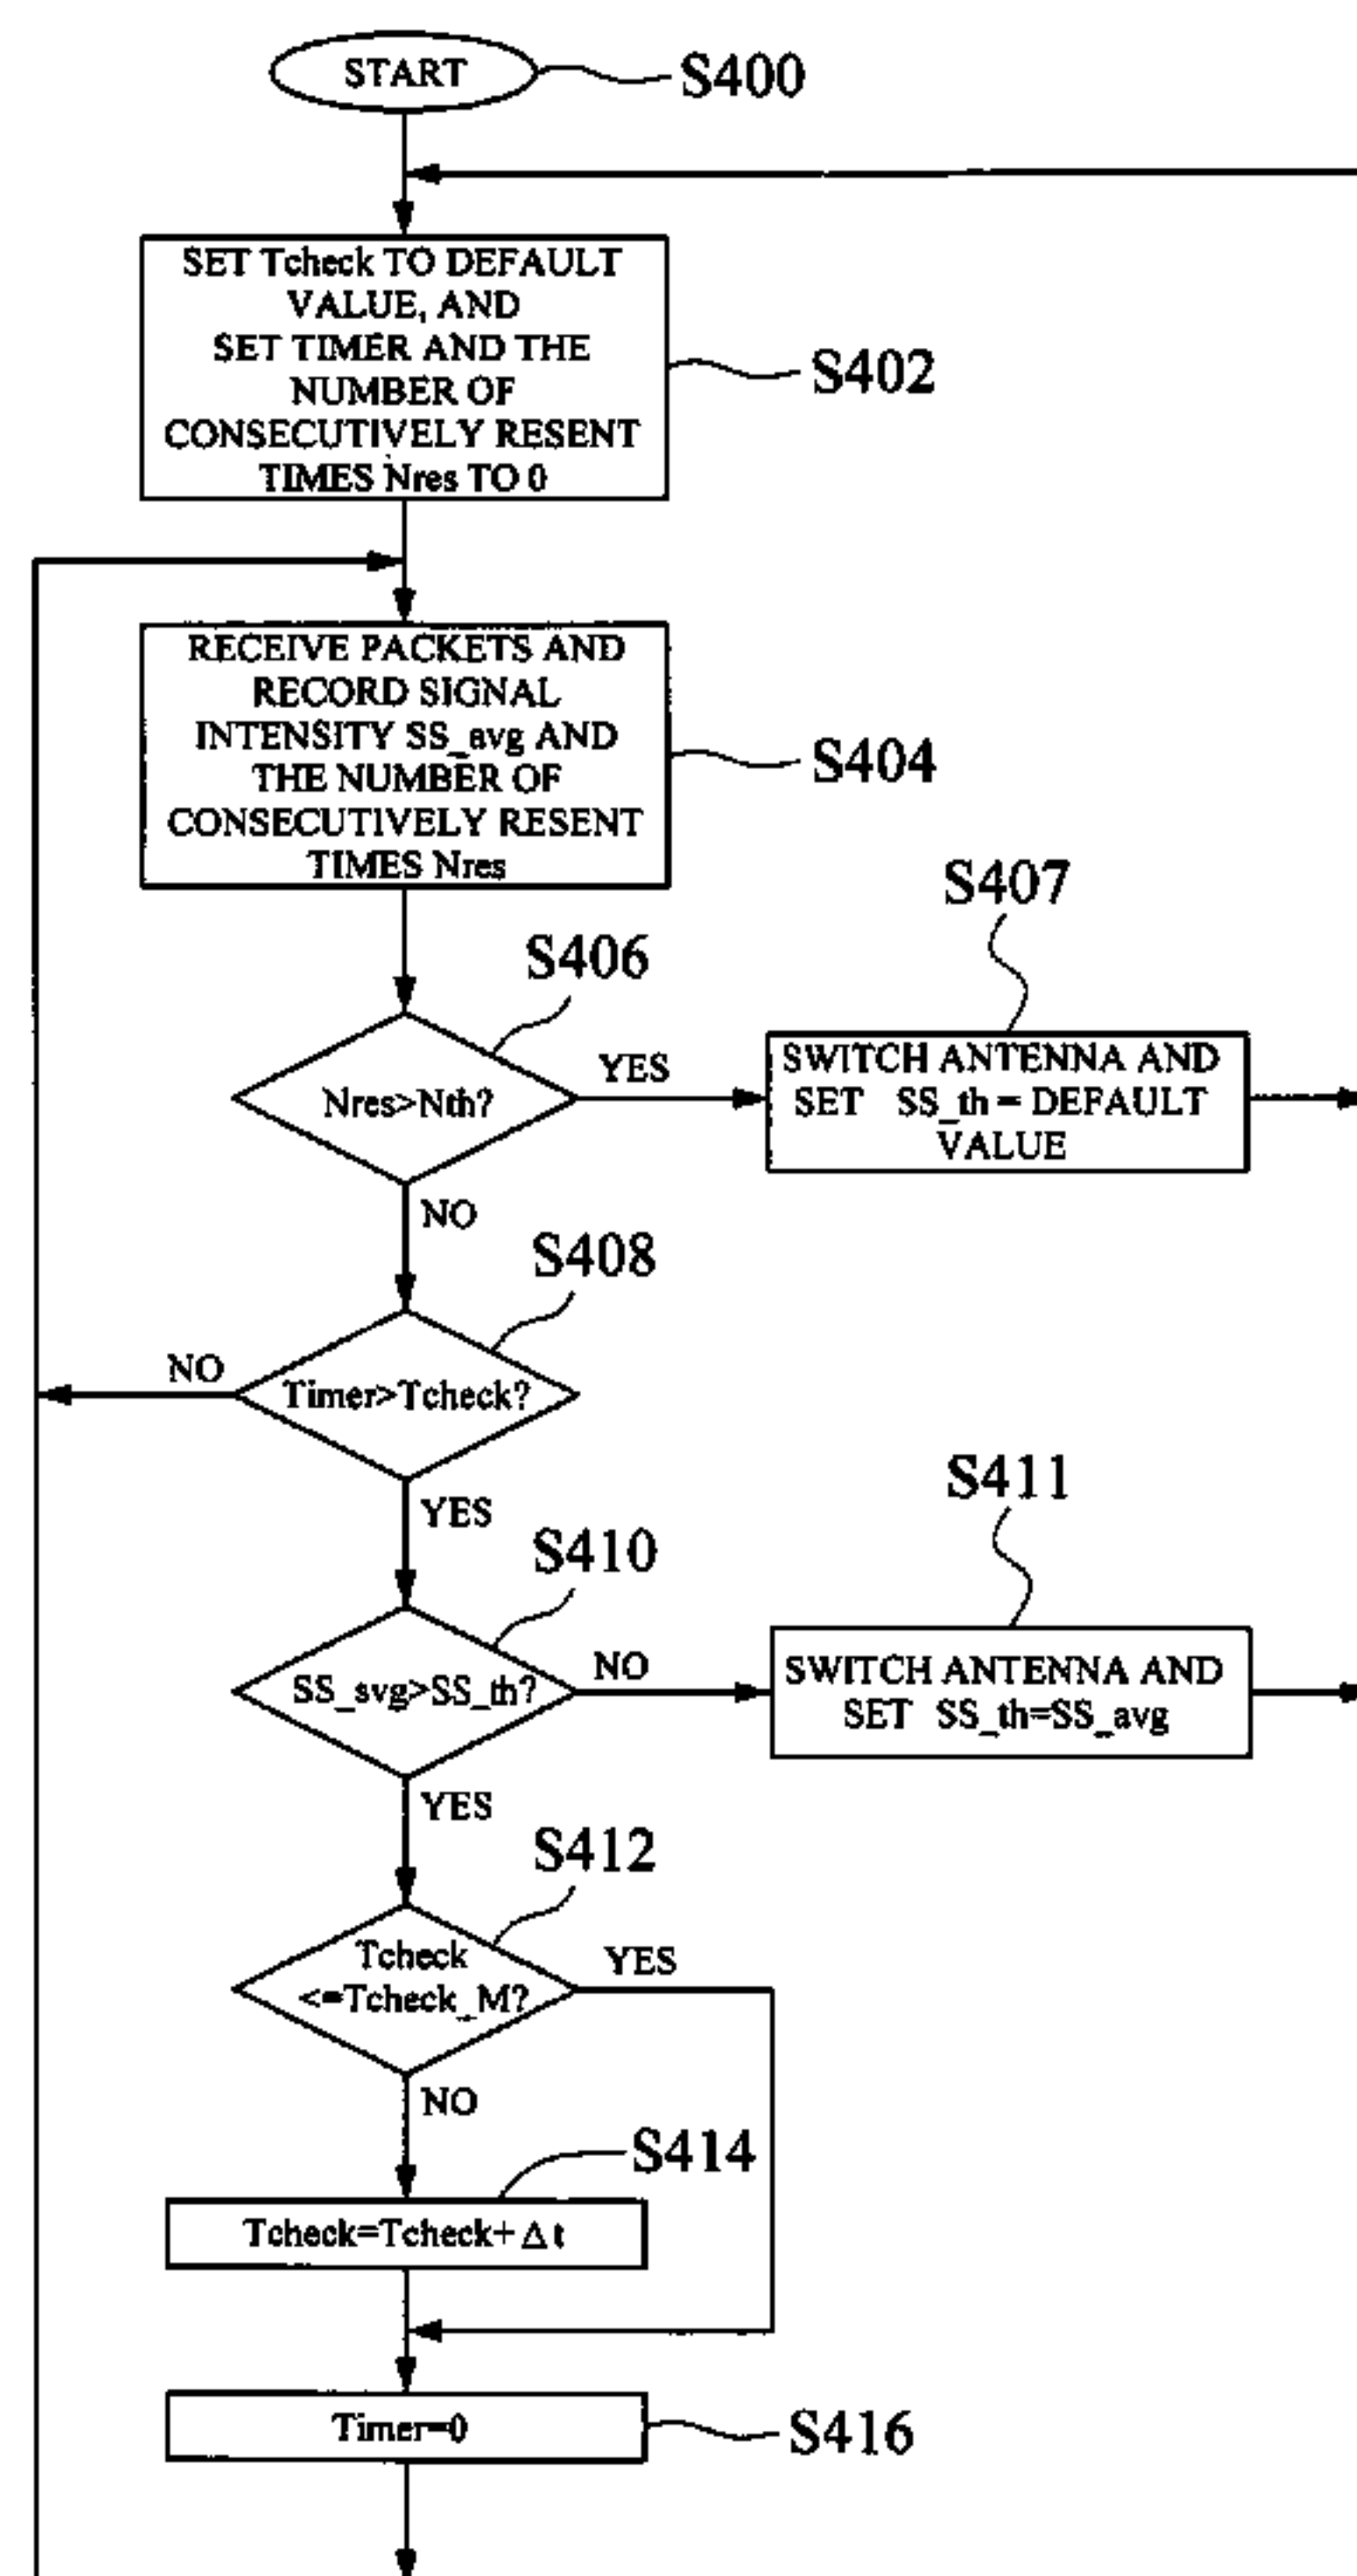 START
S400
SET Tcheck TO DEFAULT
VALUE, AND
SET TIMER AND THE
NUMBER OF
CONSECUTIVELY RESENT
TIMES Nres TO 0
S402
RECEIVE PACKETS AND
RECORD SIGNAL
INTENSITY SS_avg AND
THE NUMBER OF
CONSECUTIVELY RESENT
TIMES Nres
S404
S406
Nres>Nth?
YES
NO
S407
SWITCH ANTENNA AND
SET SS_th = DEFAULT
VALUE
S408
Timer>Tcheck?
NO
YES
S410
SS_svg>SS_th?
NO
YES
S411
SWITCH ANTENNA AND
SET SS_th=SS_avg
S412
Tcheck
<=Tcheck_M?
YES
NO
S414
Tcheck=Tcheck+Δt
Timer=0
S416